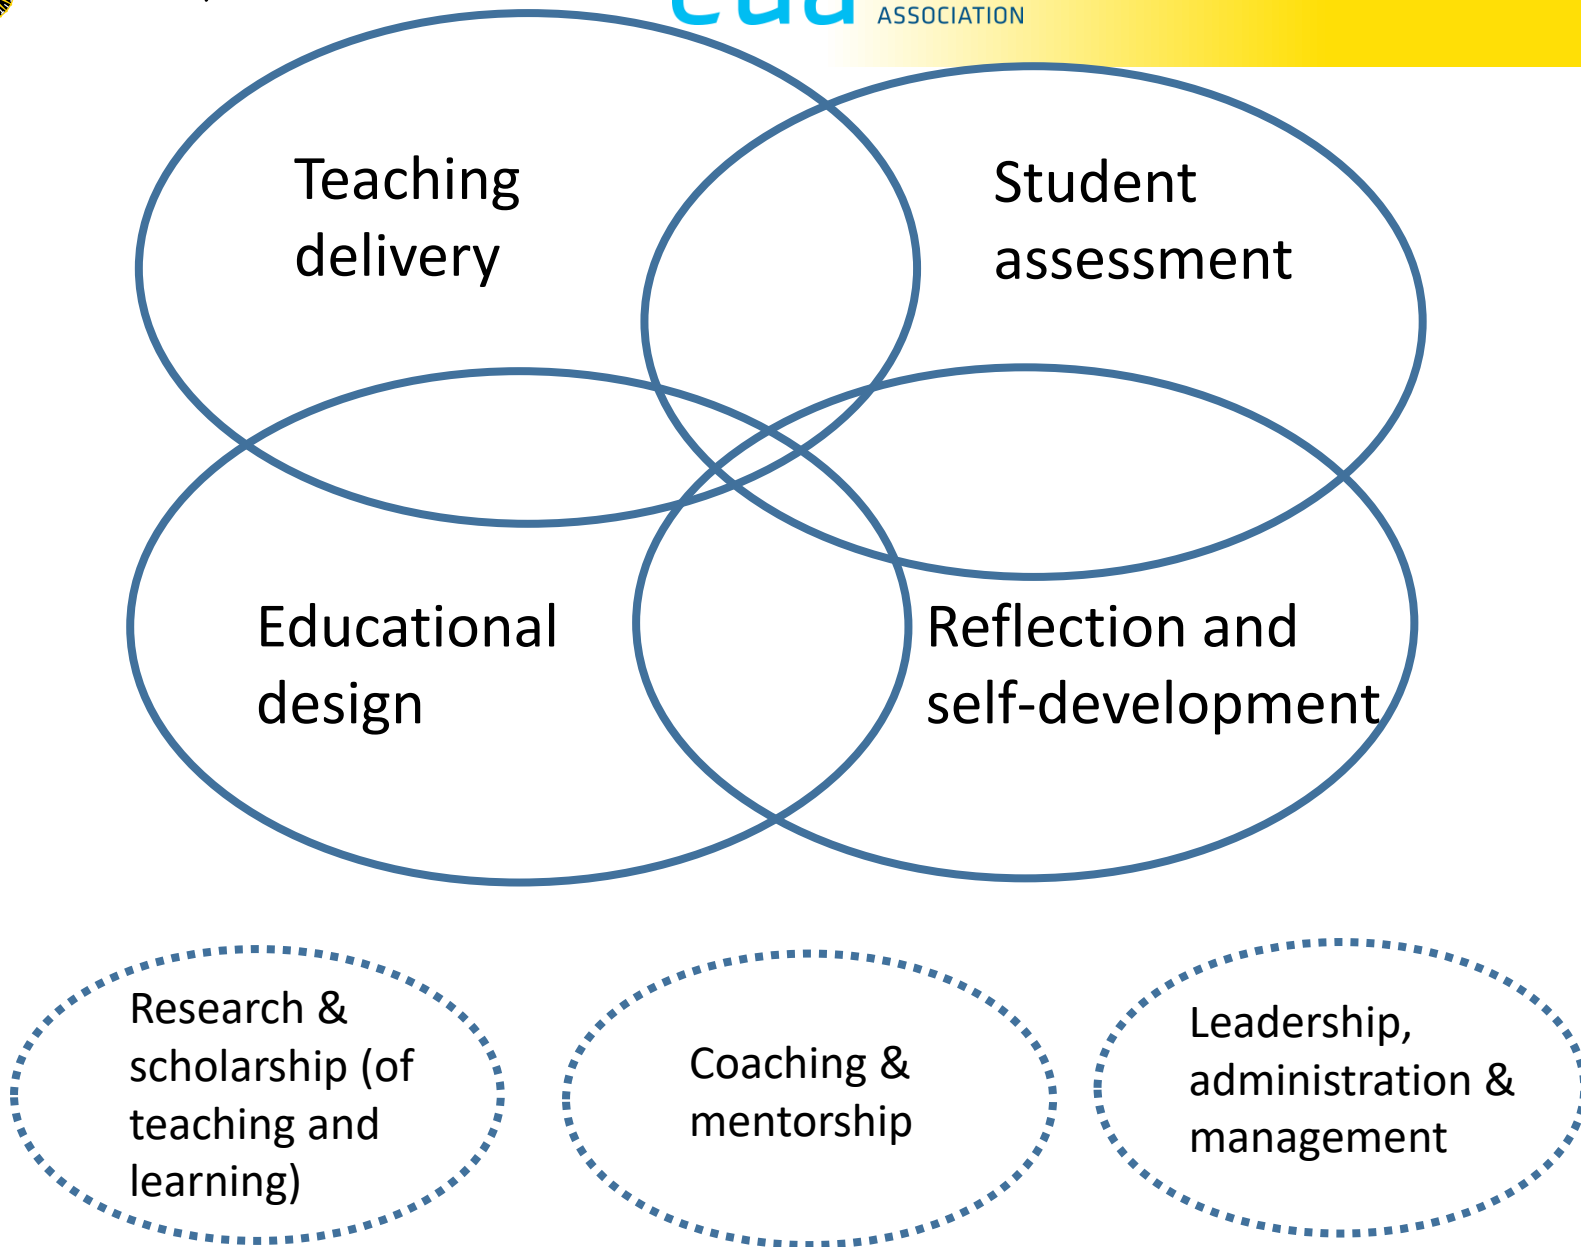 eua
ASSOCIATION
Teaching
delivery
Student
assessment
Educational
design
Reflection and
self-development
Research &
scholarship (of
teaching and
learning)
Coaching &
mentorship
Leadership,
administration &
management